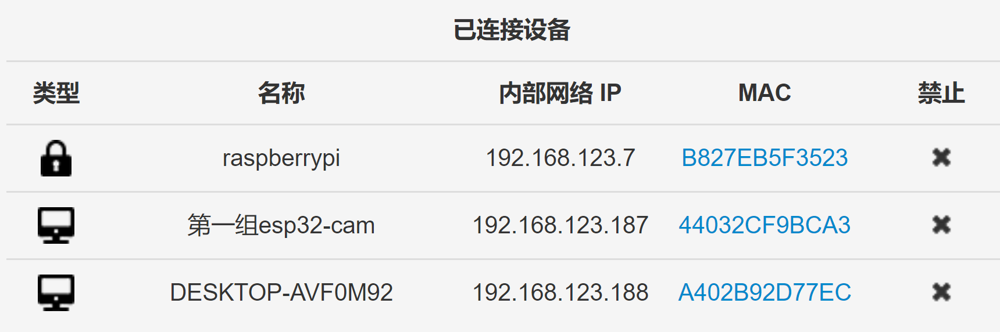 已连接设备
类型 名称 内部网络 IP MAC 禁止
raspberrypi 192.168.123.7 B827EB5F3523
第一组esp32-cam 192.168.123.187 44032CF9BCA3
DESKTOP-AVF0M92 192.168.123.188 A402B92D77EC